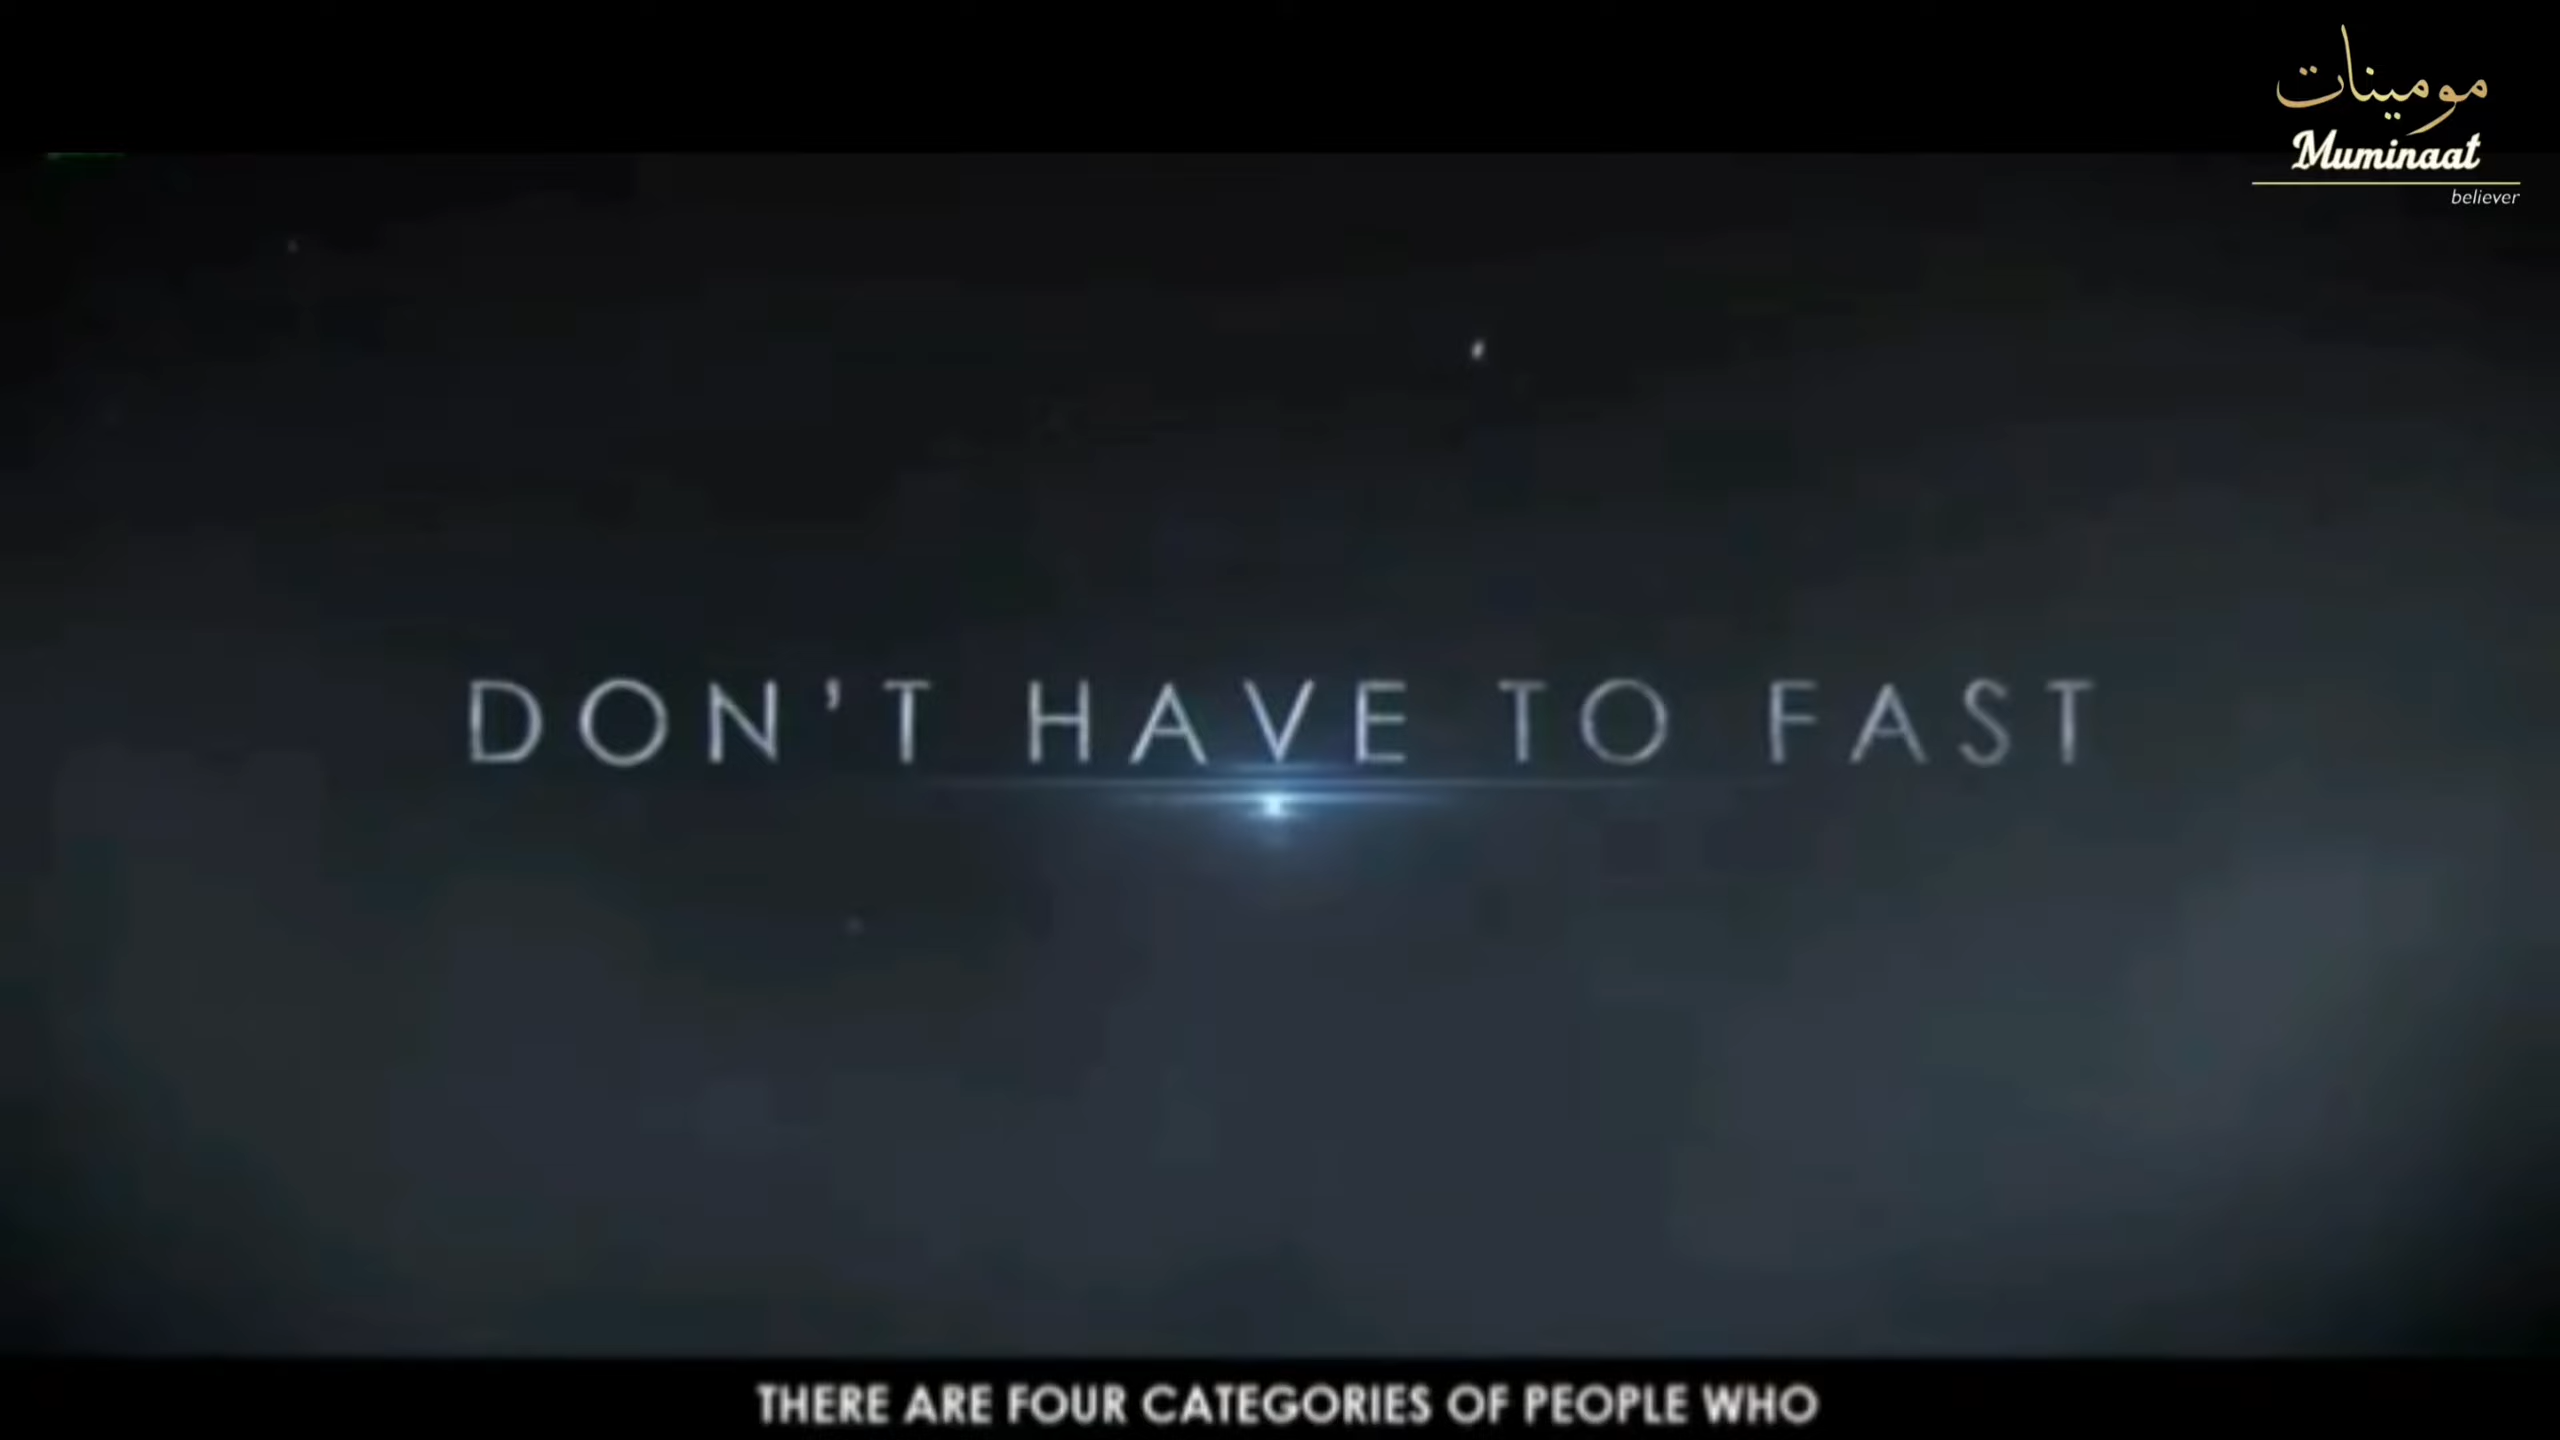 مومينات
Muminaat
believer
DON'T HAVE TO FAST
THERE ARE FOUR CATEGORIES OF PEOPLE WHO